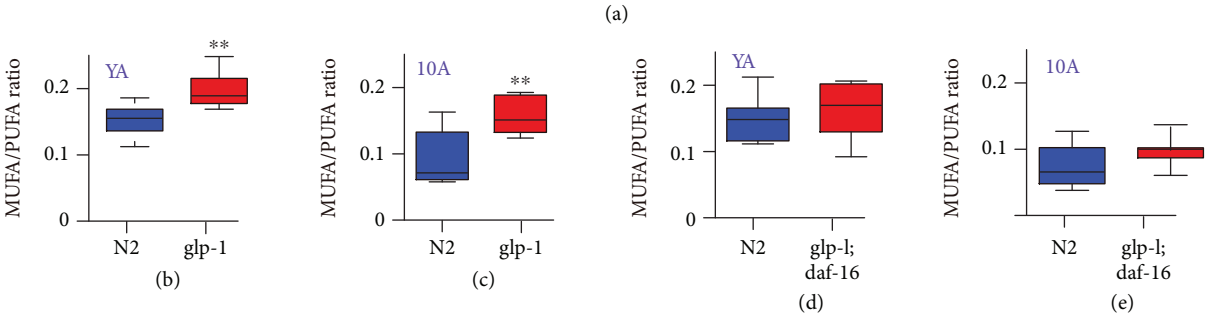 (a)
MUFA/PUFA ratio
0.2
0.1
0
YA
**
N2
glp-1
(b)
MUFA/PUFA ratio
0.2
0.1
0
10A
**
N2
glp-1
(c)
MUFA/PUFA ratio
0.2
0.1
0
YA
N2
glp-l;
daf-16
(d)
MUFA/PUFA ratio
0.2
0.1
10A
N2
glp-l;
daf-16
(e)